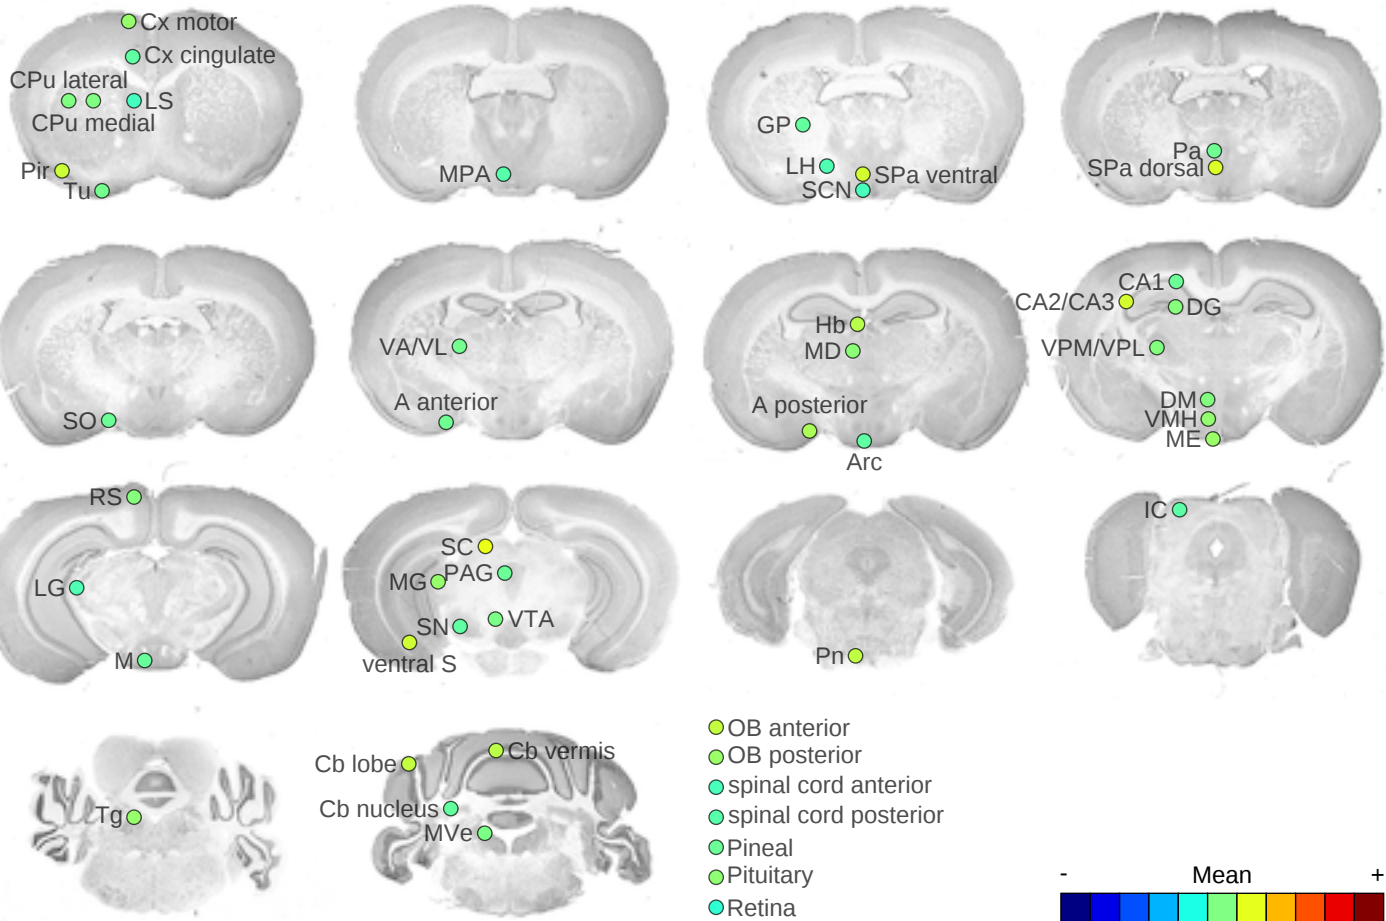 Cx motor
Cx cingulate
CPu lateral
LS
CPu medial
Pir
Tu
MPA
GP
LH
SPa ventral
SCN
Pa
SPa dorsal
SO
VA/VL
A anterior
Hb
MD
A posterior
Arc
CA1
CA2/CA3
DG
VPM/VPL
DM
VMH
ME
RS
LG
M
SC
PAG
MG
VTA
SN
ventral S
Pn
IC
Tg
Cb lobe
Cb vermis
Cb nucleus
MVe
OB anterior
OB posterior
spinal cord anterior
spinal cord posterior
Pineal
Pituitary
Retina
- Mean +